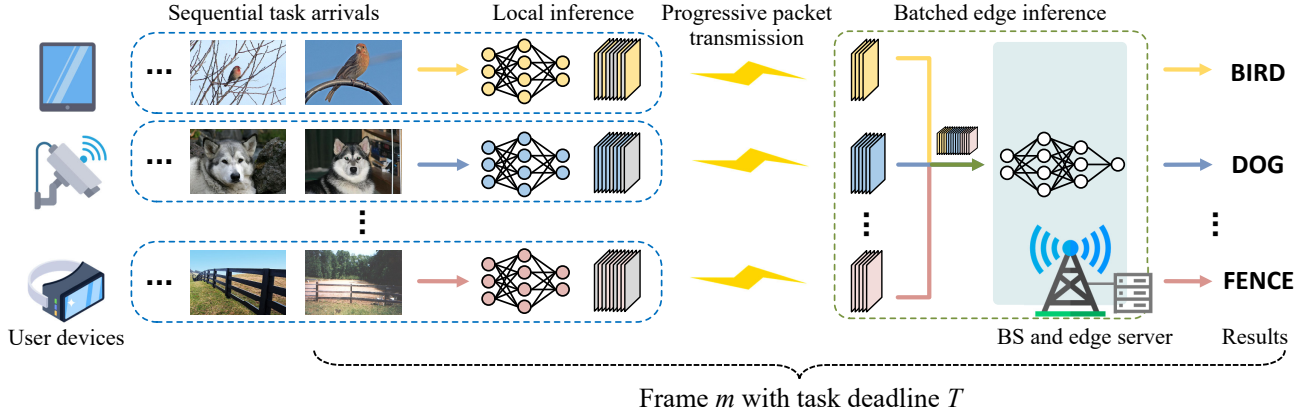 Sequential task arrivals
Local inference
Progressive packet
transmission
Batched edge inference
BIRD
DOG
FENCE
User devices
BS and edge server
Results
Frame m with task deadline T